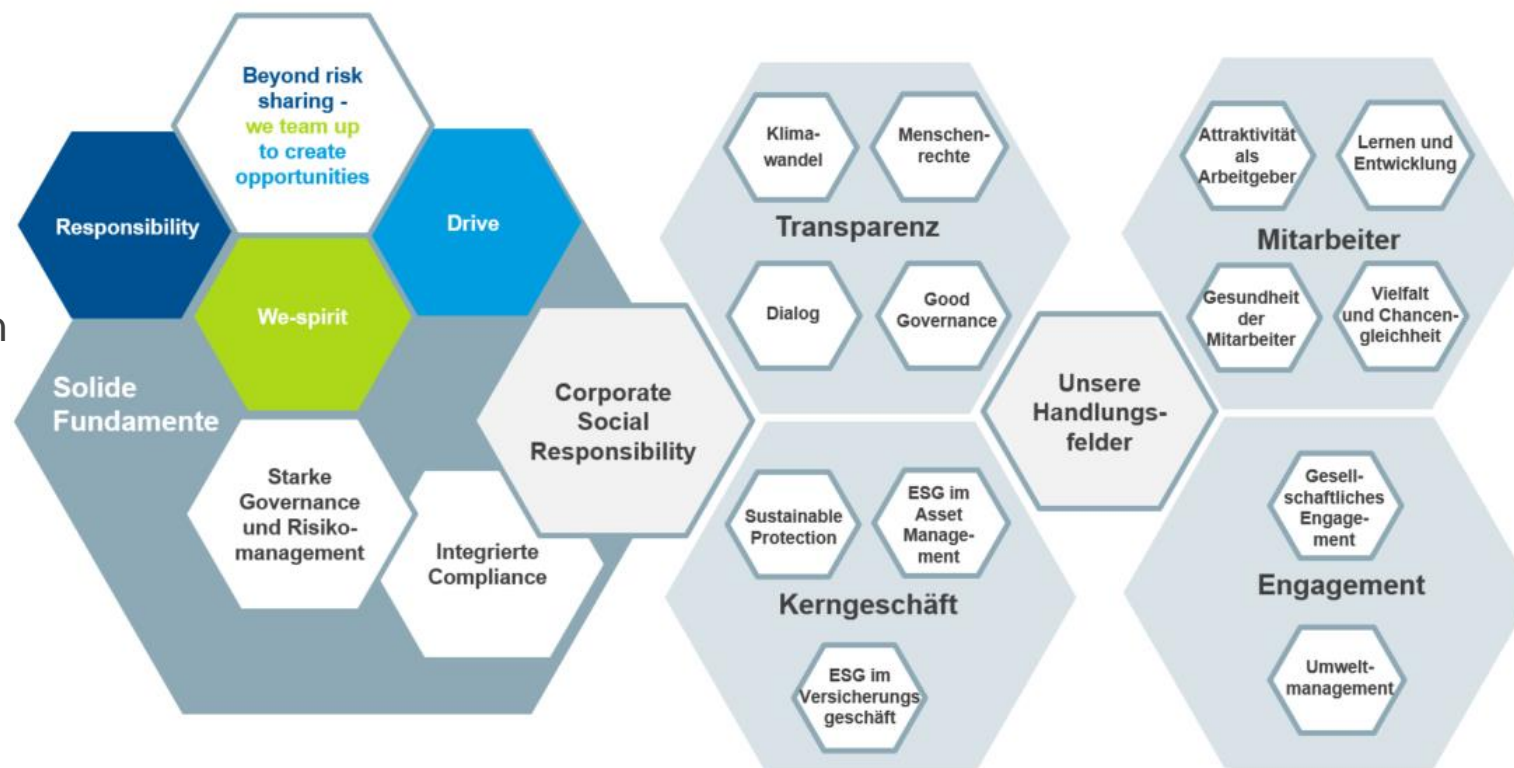 Beyond risk
sharing -
we team up
to create
opportunities
Responsibility
Drive
We-spirit
n
Solide
Fundamente
Starke
Governance
und Risiko-
management
Integrierte
Compliance
Corporate
Social
Responsibility
Klima-
wandel
Menschen-
rechte
Transparenz
Dialog
Good
Governance
Sustainable
Protection
ESG im
Asset
Manage-
ment
Kerngeschäft
ESG im
Versicherungs
geschäft
Unsere
Handlungs-
felder
Attraktivität
als
Arbeitgeber
Lernen und
Entwicklung
Mitarbeiter
Gesundheit
der
Mitarbeiter
Vielfalt
und Chancen-
gleichheit
Gesell-
schaftliches
Engage-
ment
Engagement
Umwelt-
management